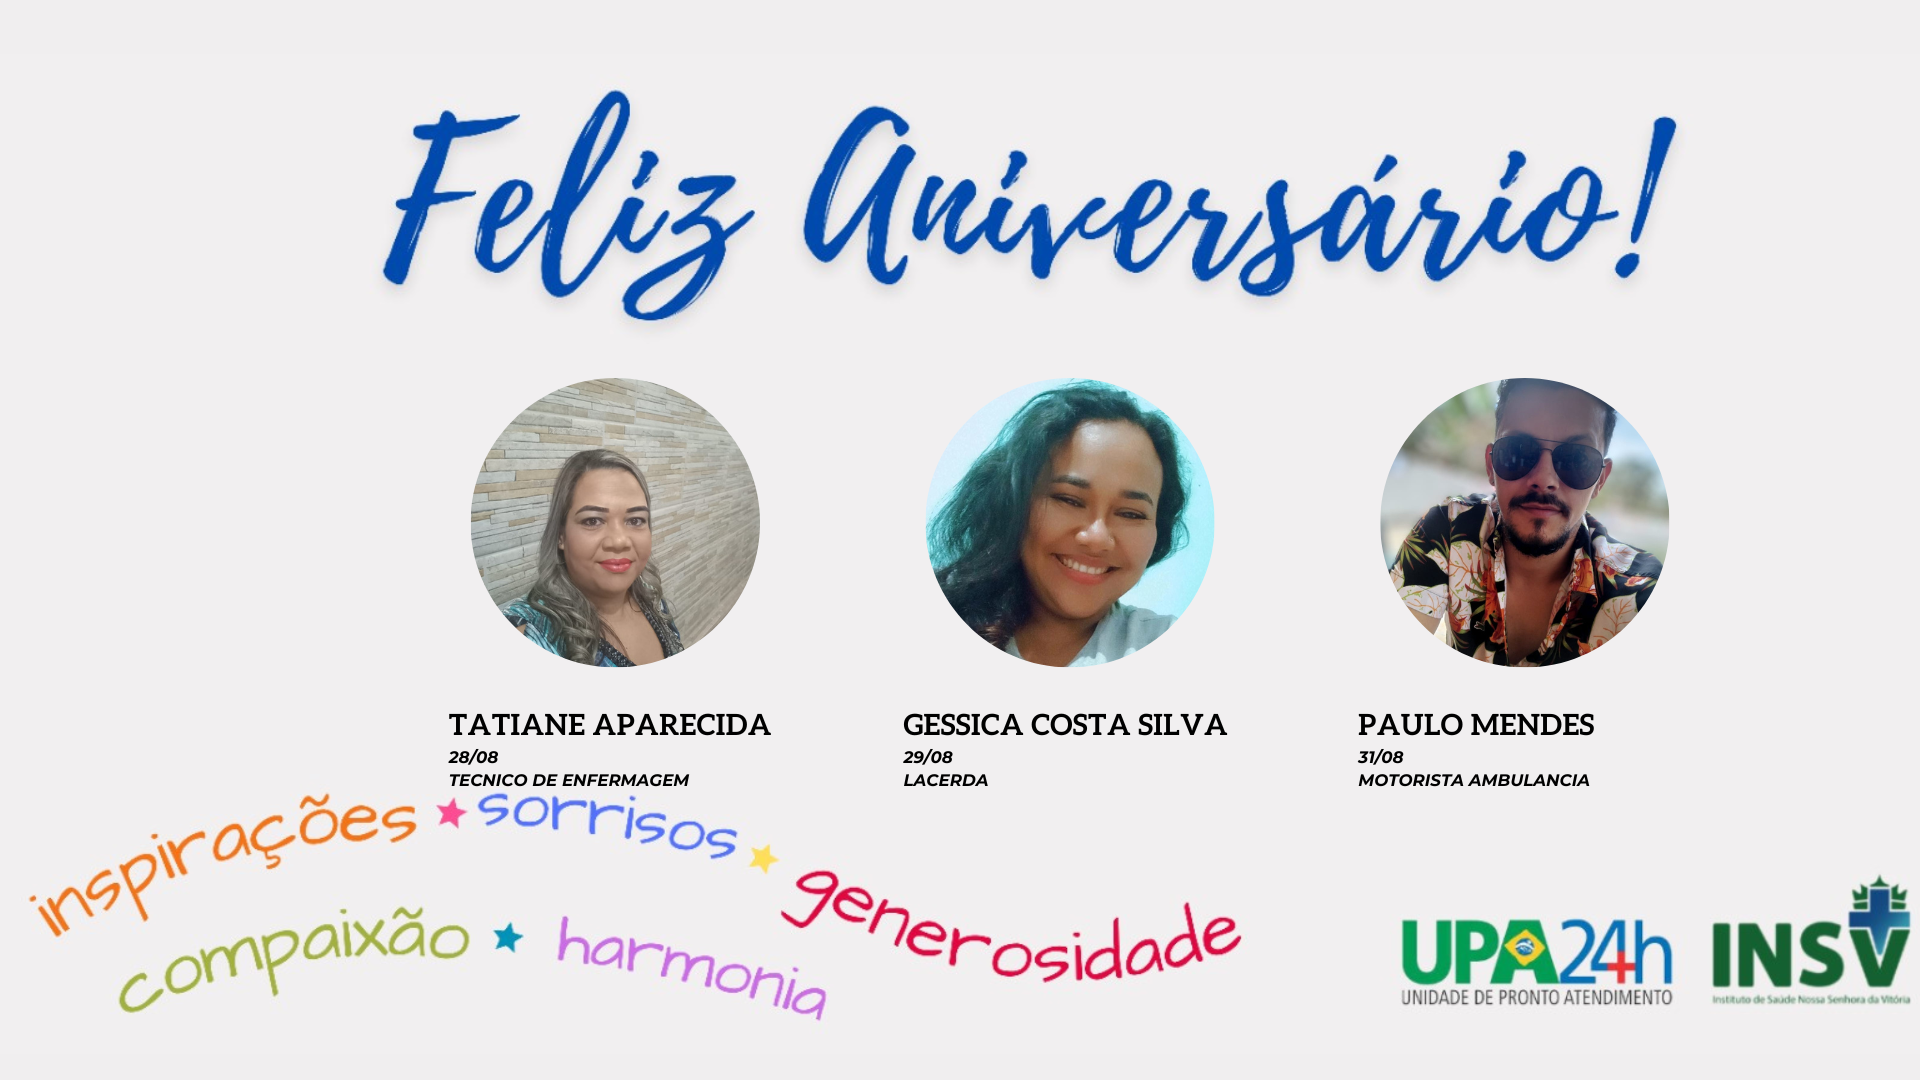 Feliz Aniversário!
TATIANE APARECIDA
28/08
TECNICO DE ENFERMAGEM
GESSICA COSTA SILVA
29/08
LACERDA
PAULO MENDES
31/08
MOTORISTA AMBULANCIA
inspirações sorrisos generosidade
compaixão harmonia
UPA 24h
UNIDADE DE PRONTO ATENDIMENTO
INSV
Instituto de Saúde Nossa Senhora da Vitória